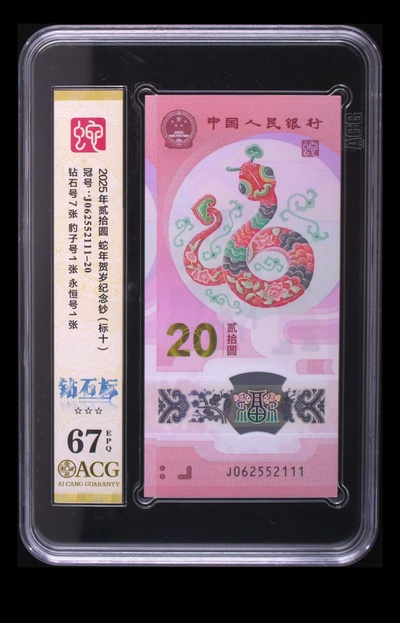 蛇
2025年贰拾圆 蛇年贺岁纪念钞(标十)
冠号:J062552111-20
钻石号7张 豹子号1张 永恒号1张
钻石标
☆☆☆
67 EPQ
ACG
AI CANG GUARANTY
中国人民银行
20 贰拾圆
J062552111
ACG